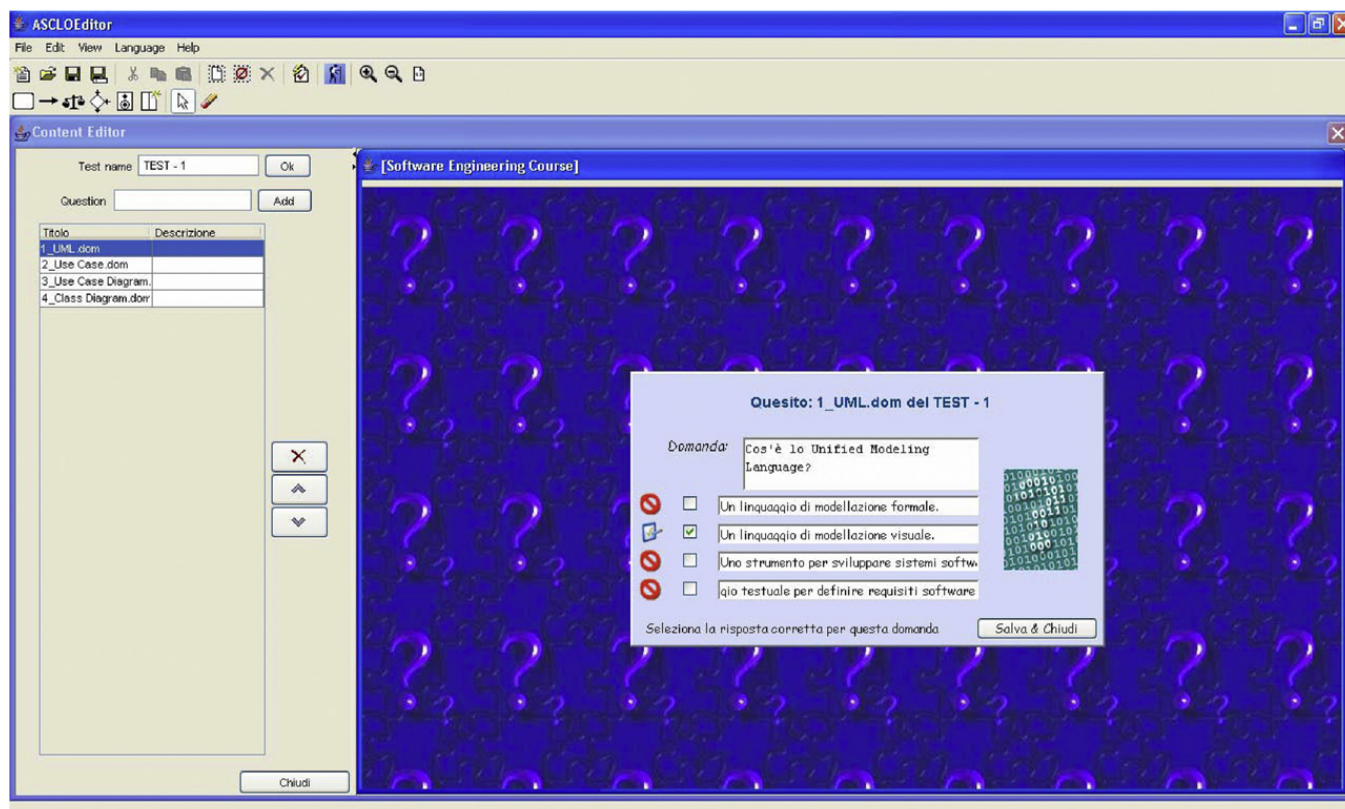 ASCLOEditor
File Edit View Language Help
Content Editor
Test name TEST - 1 Ok
Question Add
Titolo Descrizione
1_UML.dom
2_Use Case.dom
3_Use Case Diagram.
4_Class Diagram.dom
Chiudi
[Software Engineering Course]
Quesito: 1_UML.dom del TEST - 1
Domanda:
Cos'è lo Unified Modeling
Language?
Un linguaggio di modellazione formale.
Un linguaggio di modellazione visuale.
Uno strumento per sviluppare sistemi softw
gio testuale per definire requisiti software
Seleziona la risposta corretta per questa domanda Salva & Chiudi